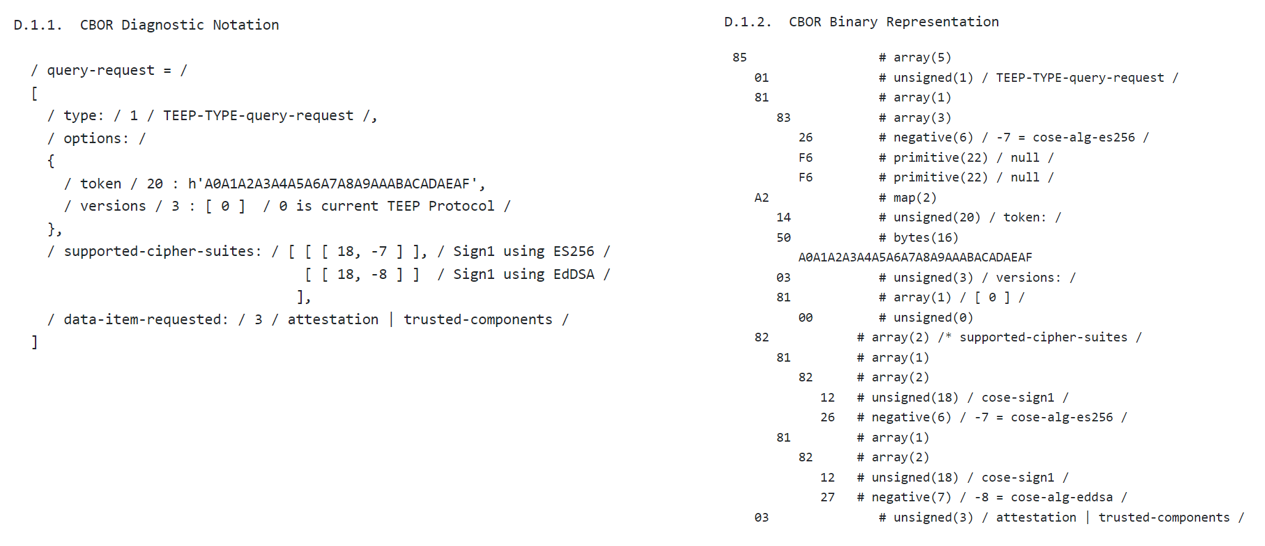 D.1.1.  CBOR Diagnostic Notation
/ query-request = /
[
/ type: / 1 / TEEP-TYPE-query-request /,
/ options: /
{
/ token / 20 : h'A0A1A2A3A4A5A6A7A8A9AAABACADAEAF',
/ versions / 3 : [ 0 ]  / 0 is current TEEP Protocol /
},
/ supported-cipher-suites: / [ [ [ 18, -7 ] ], / Sign1 using ES256 /
[ [ 18, -8 ] ]  / Sign1 using EdDSA /
],
/ data-item-requested: / 3 / attestation | trusted-components /
]
D.1.2.  CBOR Binary Representation
85 # array(5)
01 # unsigned(1) / TEEP-TYPE-query-request /
81 # array(1)
83 # array(3)
26 # negative(6) / -7 = cose-alg-es256 /
F6 # primitive(22) / null /
F6 # primitive(22) / null /
A2 # map(2)
14 # unsigned(20) / token: /
50 # bytes(16)
A0A1A2A3A4A5A6A7A8A9AAABACADAEAF
03 # unsigned(3) / versions: /
81 # array(1) / [ 0 ] /
00 # unsigned(0)
82 # array(2) /* supported-cipher-suites /
81 # array(1)
82 # array(2)
12 # unsigned(18) / cose-sign1 /
26 # negative(6) / -7 = cose-alg-es256 /
81 # array(1)
82 # array(2)
12 # unsigned(18) / cose-sign1 /
27 # negative(7) / -8 = cose-alg-eddsa /
03 # unsigned(3) / attestation | trusted-components /